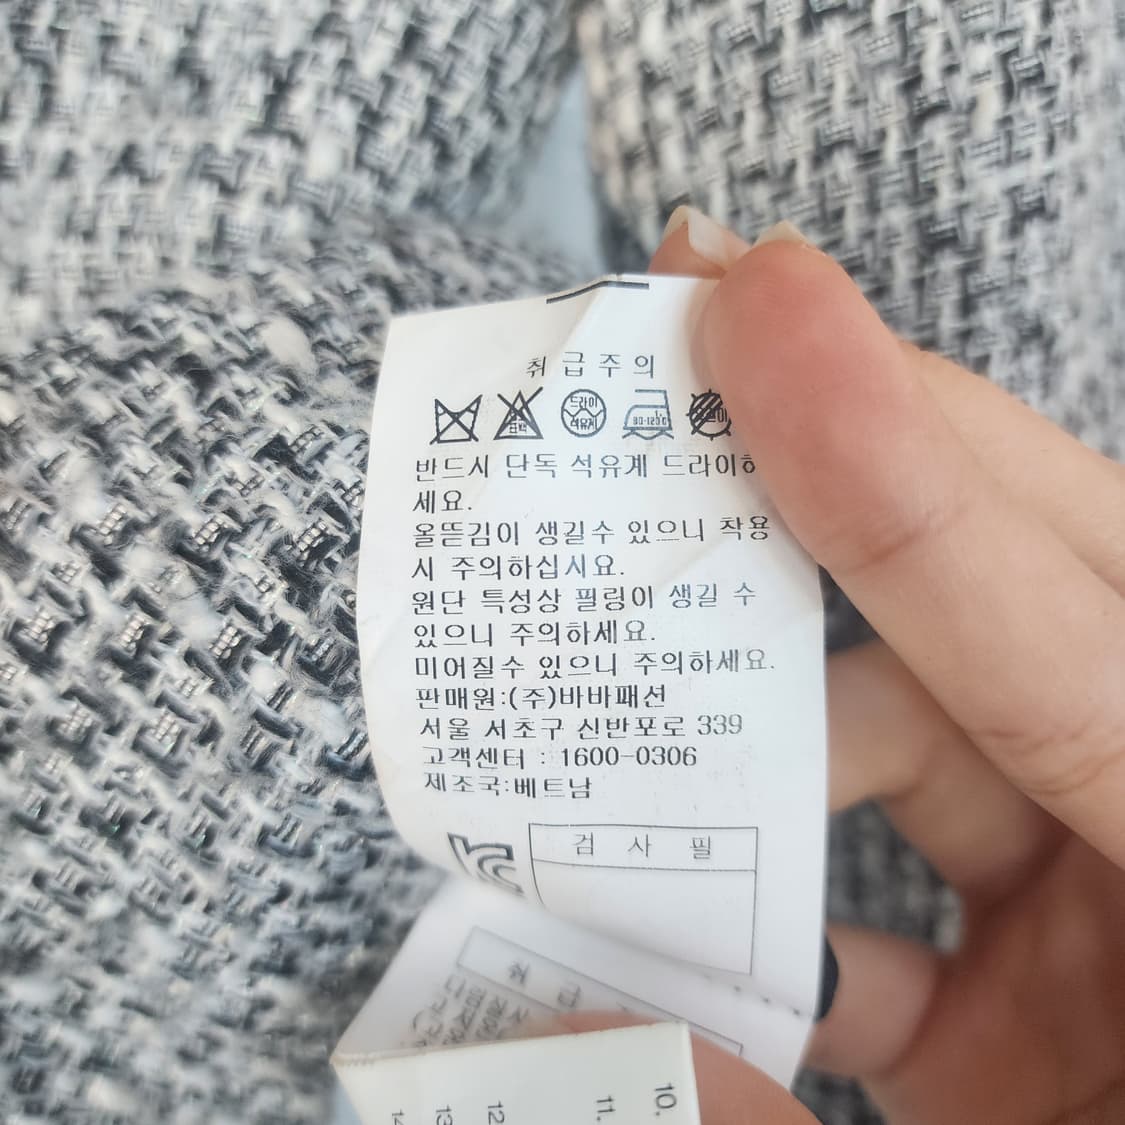 취급주의
표백
드라이
석유계
80-120℃
반드시 단독 석유계 드라이하
세요.
올뜯김이 생길수 있으니 착용
시 주의하십시요.
원단 특성상 필링이 생길 수
있으니 주의하세요.
미어질수 있으니 주의하세요.
판매원:(주)바바패션
서울 서초구 신반포로 339
고객센터 : 1600-0306
제조국:베트남
검 사 필
10.
11.
12
13
14